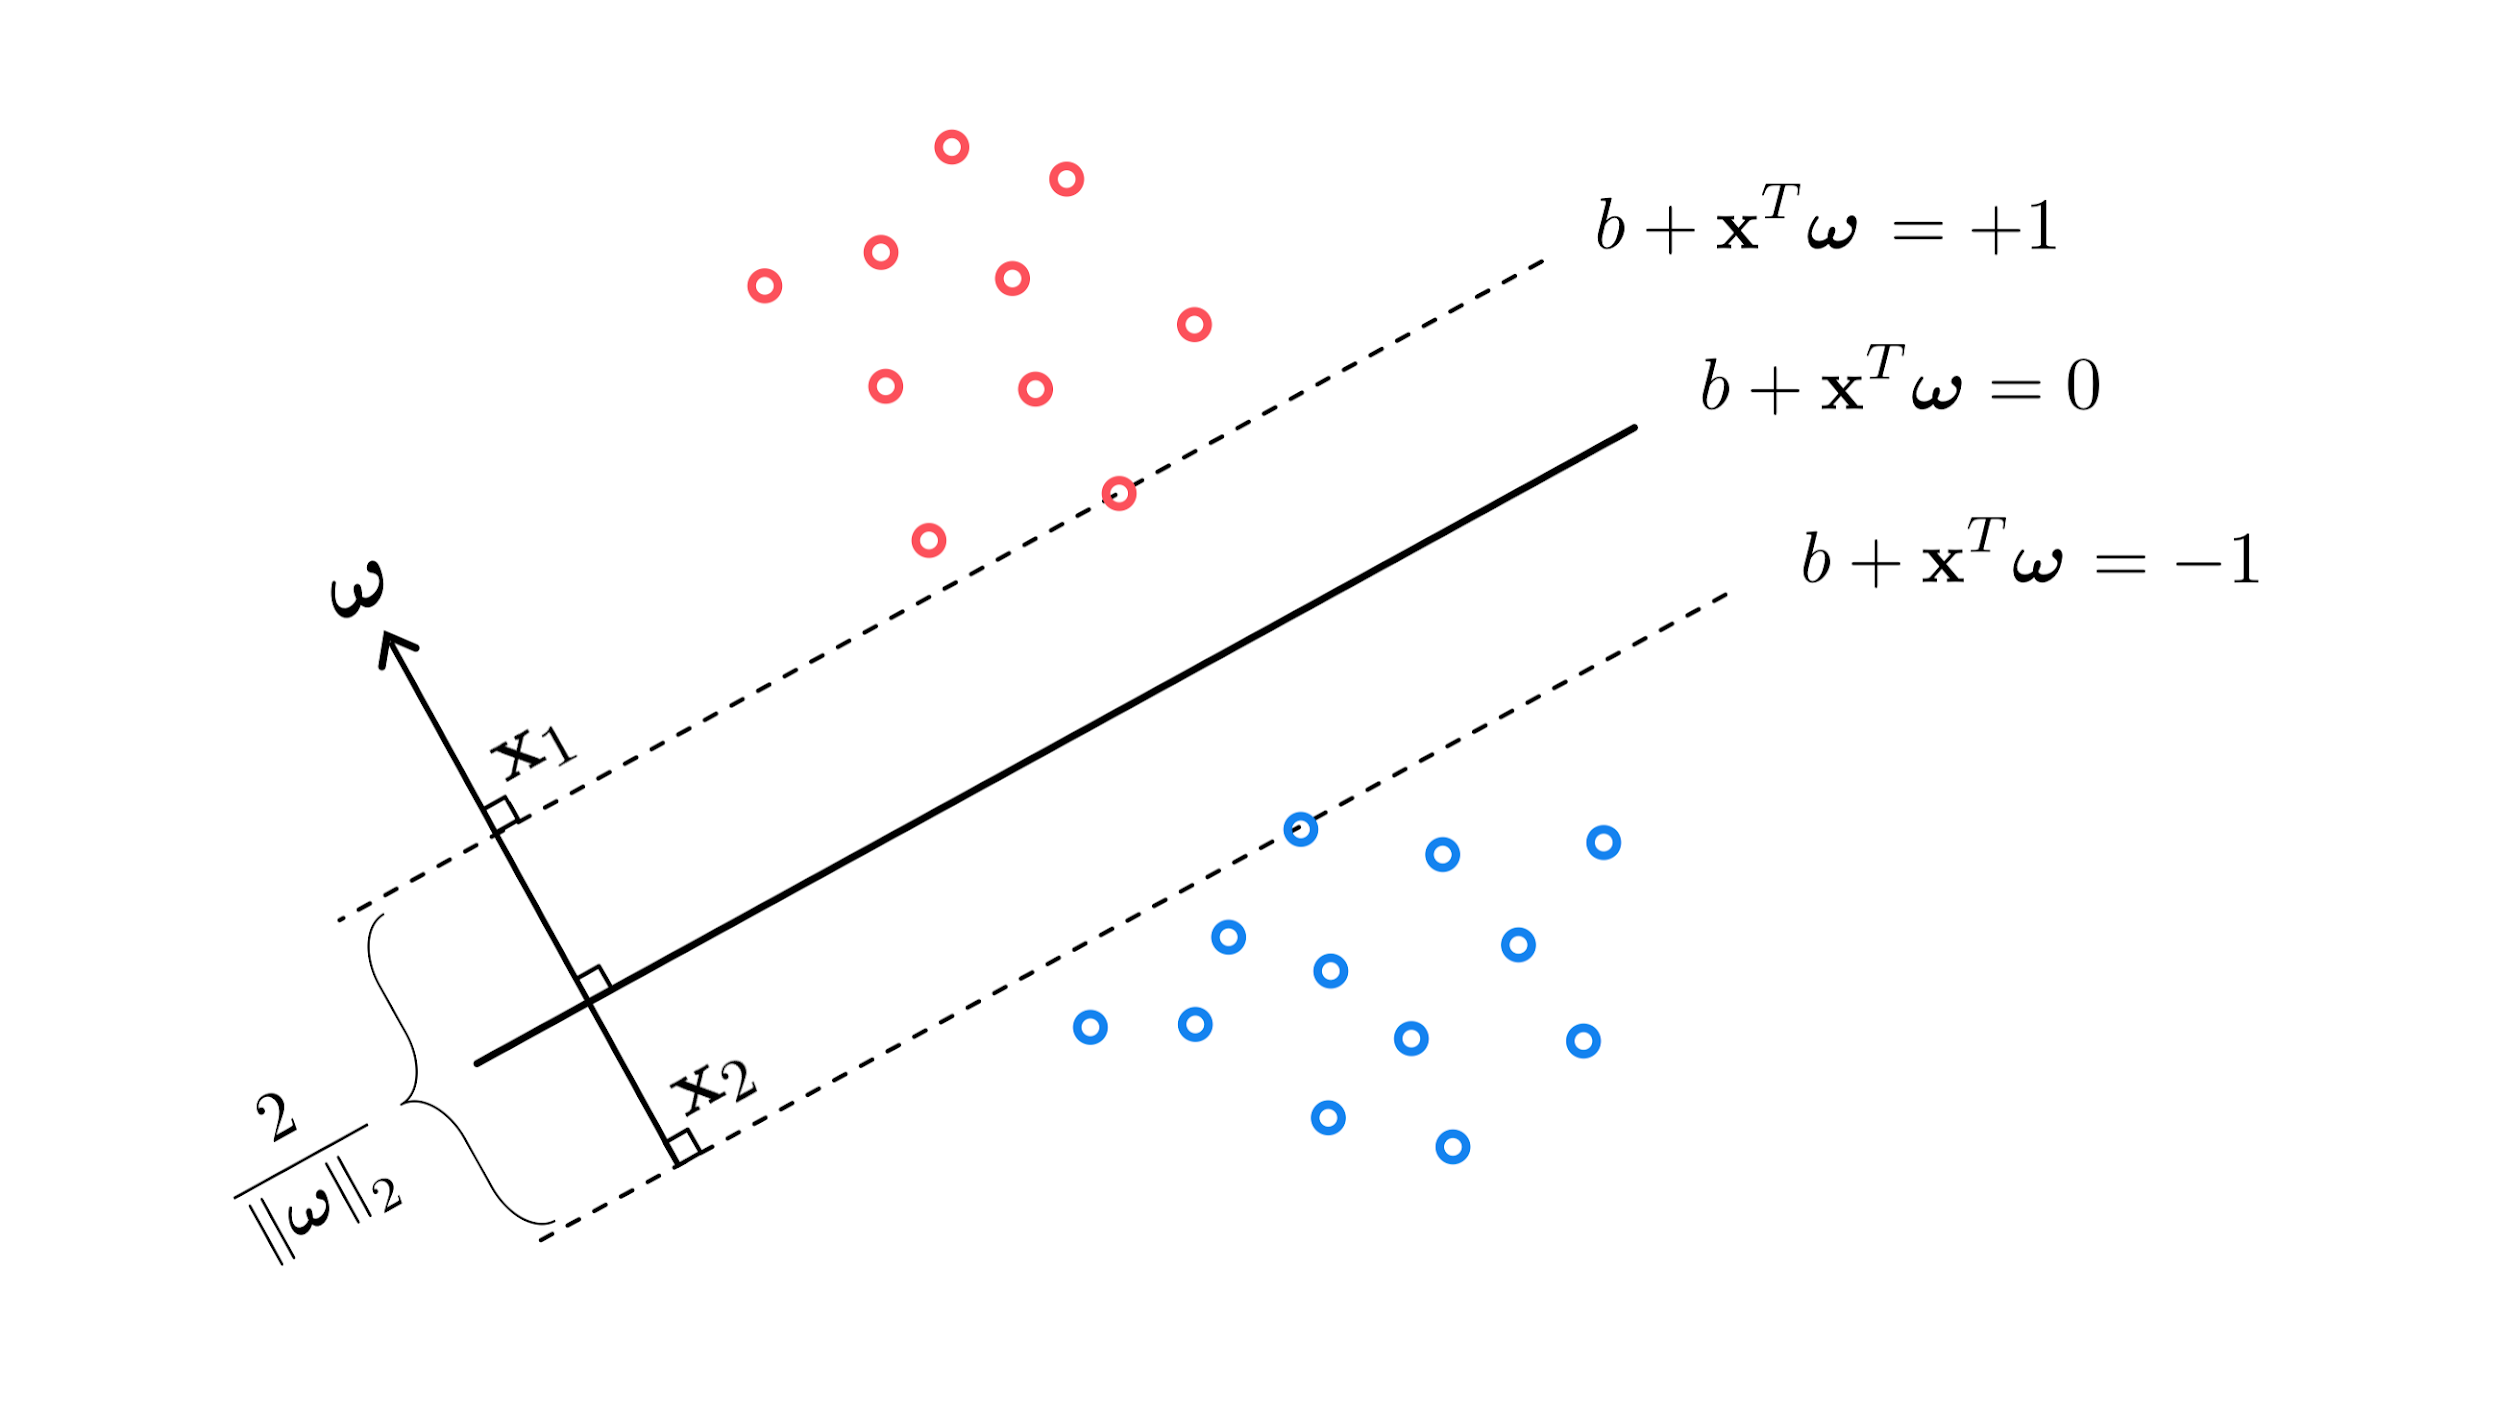 b + x^T ω = +1
b + x^T ω = 0
b + x^T ω = −1
ω
x₁
x₂
2
‖ω‖₂